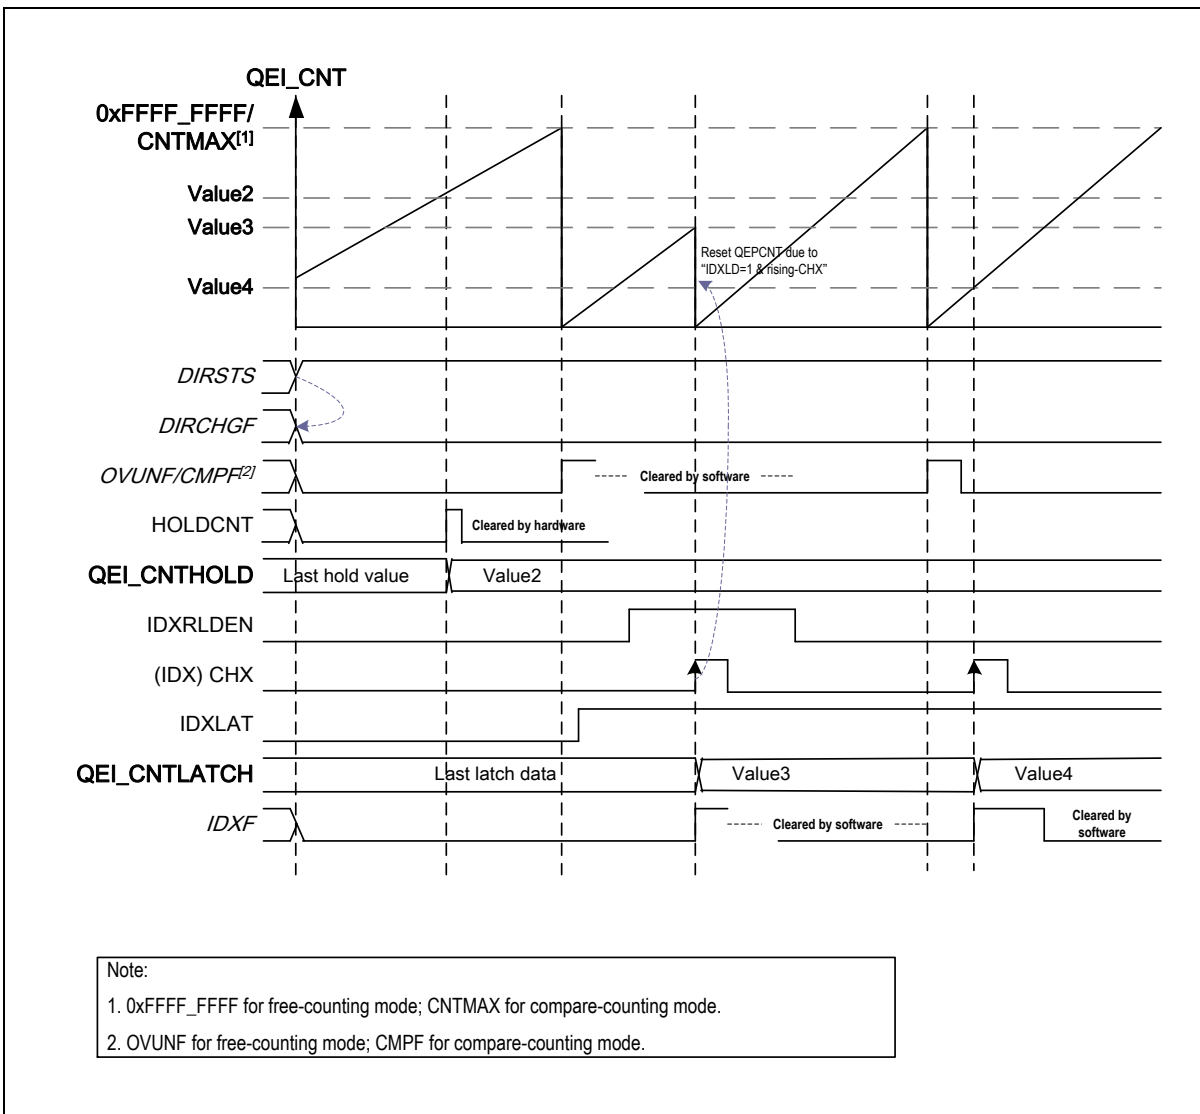 QEI_CNT
0xFFFF_FFFF/
CNTMAX[1]
Value2
Value3
Reset QEPCNT due to
“IDXLD=1 & rising-CHX”
Value4
DIRSTS
DIRCHGF
OVUNF/CMPF[2]
Cleared by software
HOLDCNT
Cleared by hardware
QEI_CNTHOLD
Last hold value
Value2
IDXRLDEN
(IDX) CHX
IDXLAT
QEI_CNTLATCH
Last latch data
Value3
Value4
IDXF
Cleared by software
Cleared by
software
Note:
1. 0xFFFF_FFFF for free-counting mode; CNTMAX for compare-counting mode.
2. OVUNF for free-counting mode; CMPF for compare-counting mode.